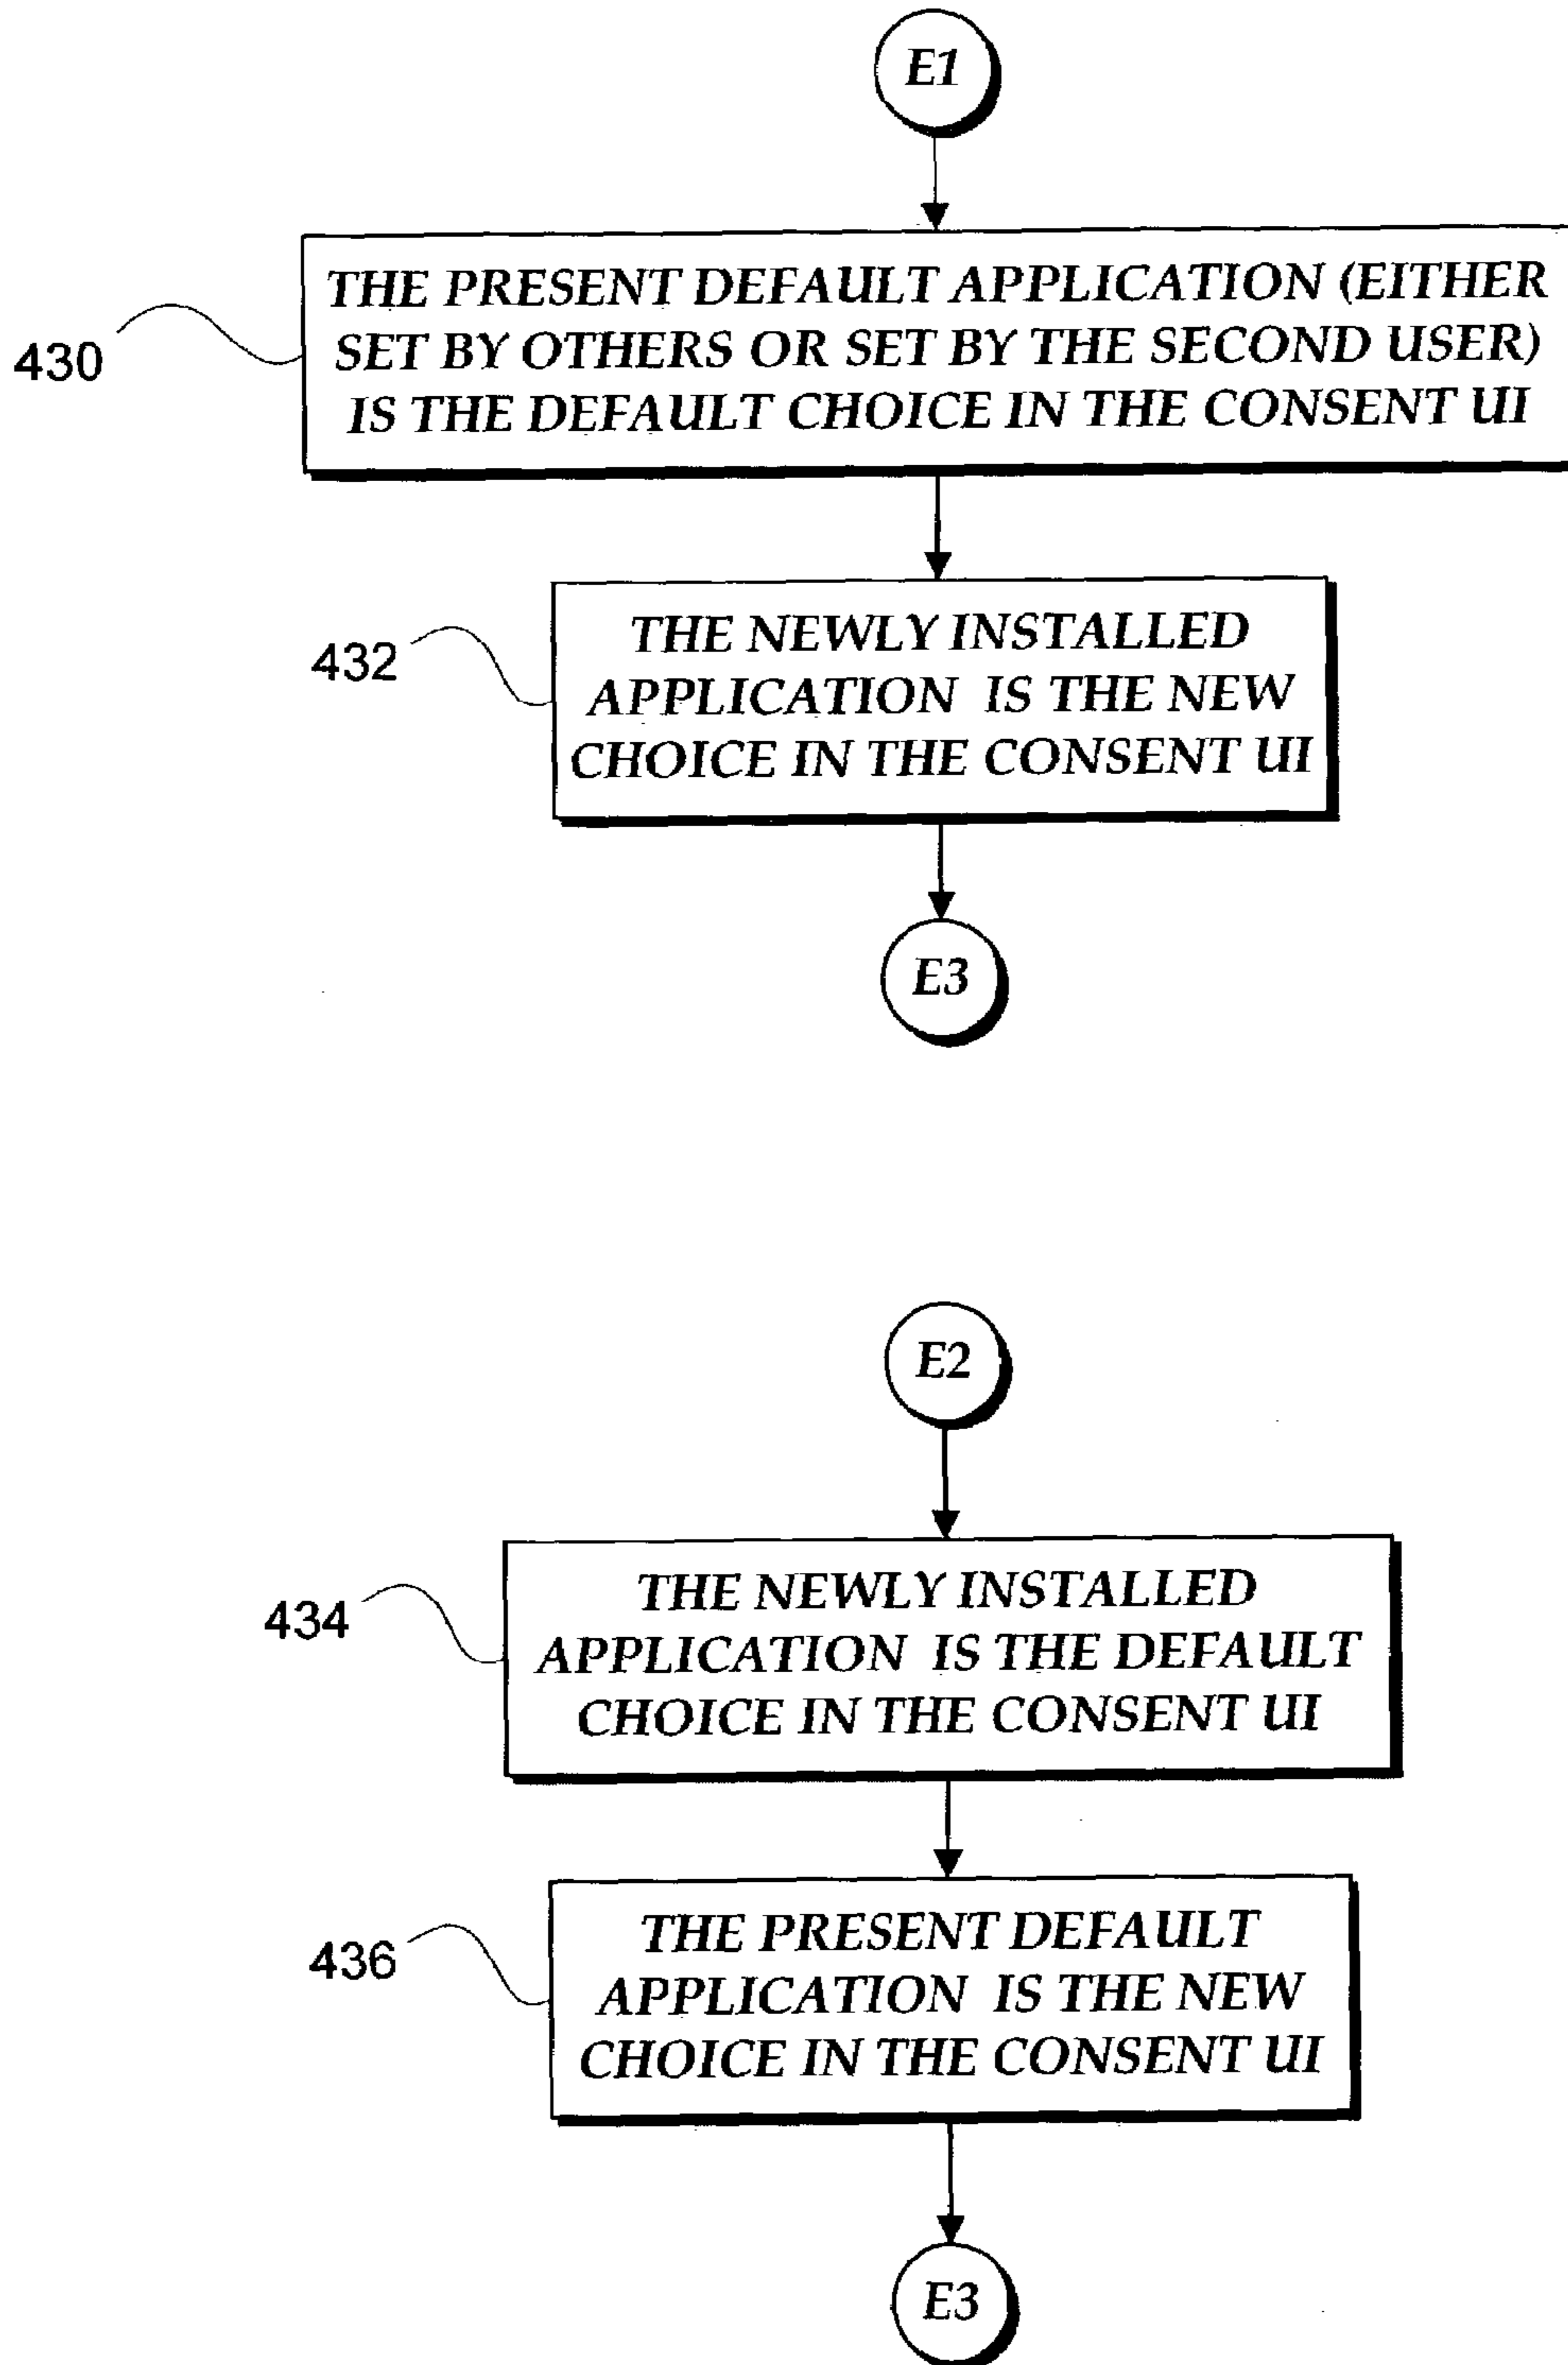 E1
430
THE PRESENT DEFAULT APPLICATION (EITHER
SET BY OTHERS OR SET BY THE SECOND USER)
IS THE DEFAULT CHOICE IN THE CONSENT UI
432
THE NEWLY INSTALLED
APPLICATION IS THE NEW
CHOICE IN THE CONSENT UI
E3
E2
434
THE NEWLY INSTALLED
APPLICATION IS THE DEFAULT
CHOICE IN THE CONSENT UI
436
THE PRESENT DEFAULT
APPLICATION IS THE NEW
CHOICE IN THE CONSENT UI
E3